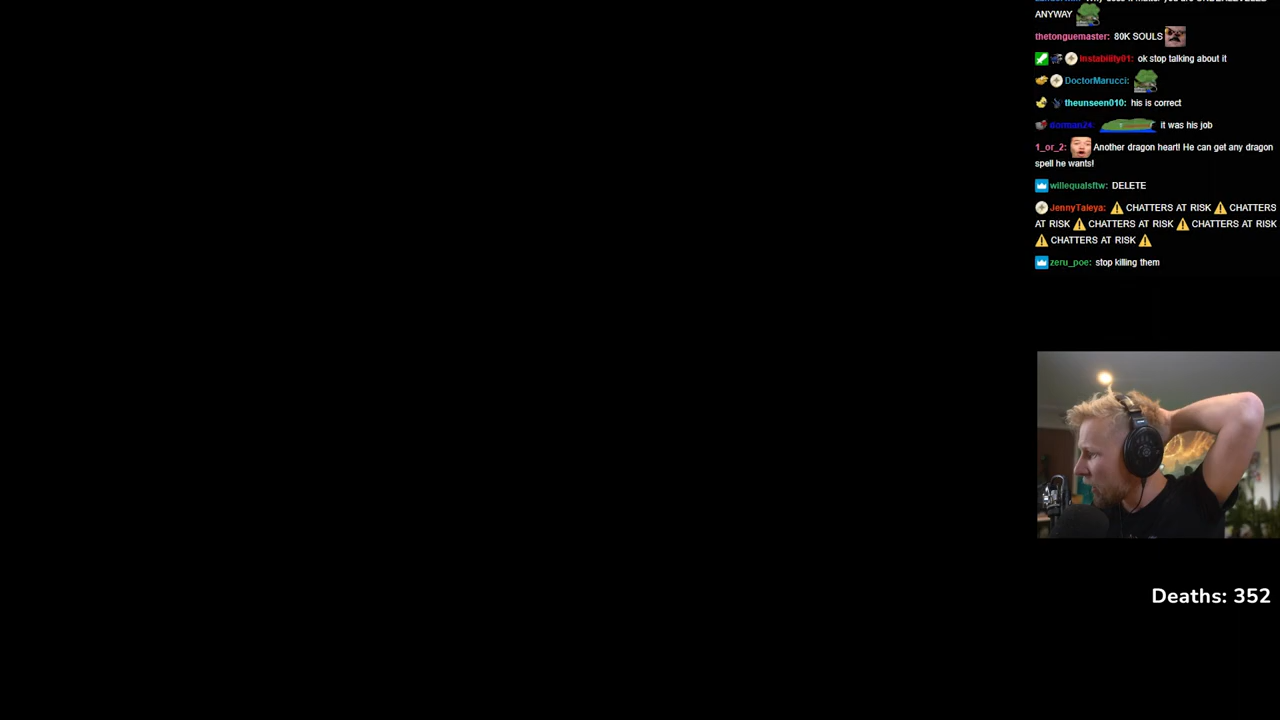 ANYWAY
thetonguemaster: 80K SOULS
instability01: ok stop talking about it
DoctorMarucci:
theunseen010: his is correct
dorman24: it was his job
1_or_2: Another dragon heart! He can get any dragon
spell he wants!
willequalsftw: DELETE
JennyTaleya: ⚠ CHATTERS AT RISK ⚠ CHATTERS
AT RISK ⚠ CHATTERS AT RISK ⚠ CHATTERS AT RISK
⚠ CHATTERS AT RISK ⚠
zeru_poe: stop killing them
Deaths: 352